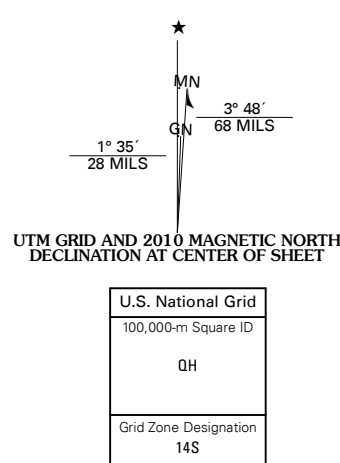 ★
MN
3° 48´
68 MILS
GN
1° 35´
28 MILS
UTM GRID AND 2010 MAGNETIC NORTH
DECLINATION AT CENTER OF SHEET
U.S. National Grid
100,000-m Square ID
QH
Grid Zone Designation
14S